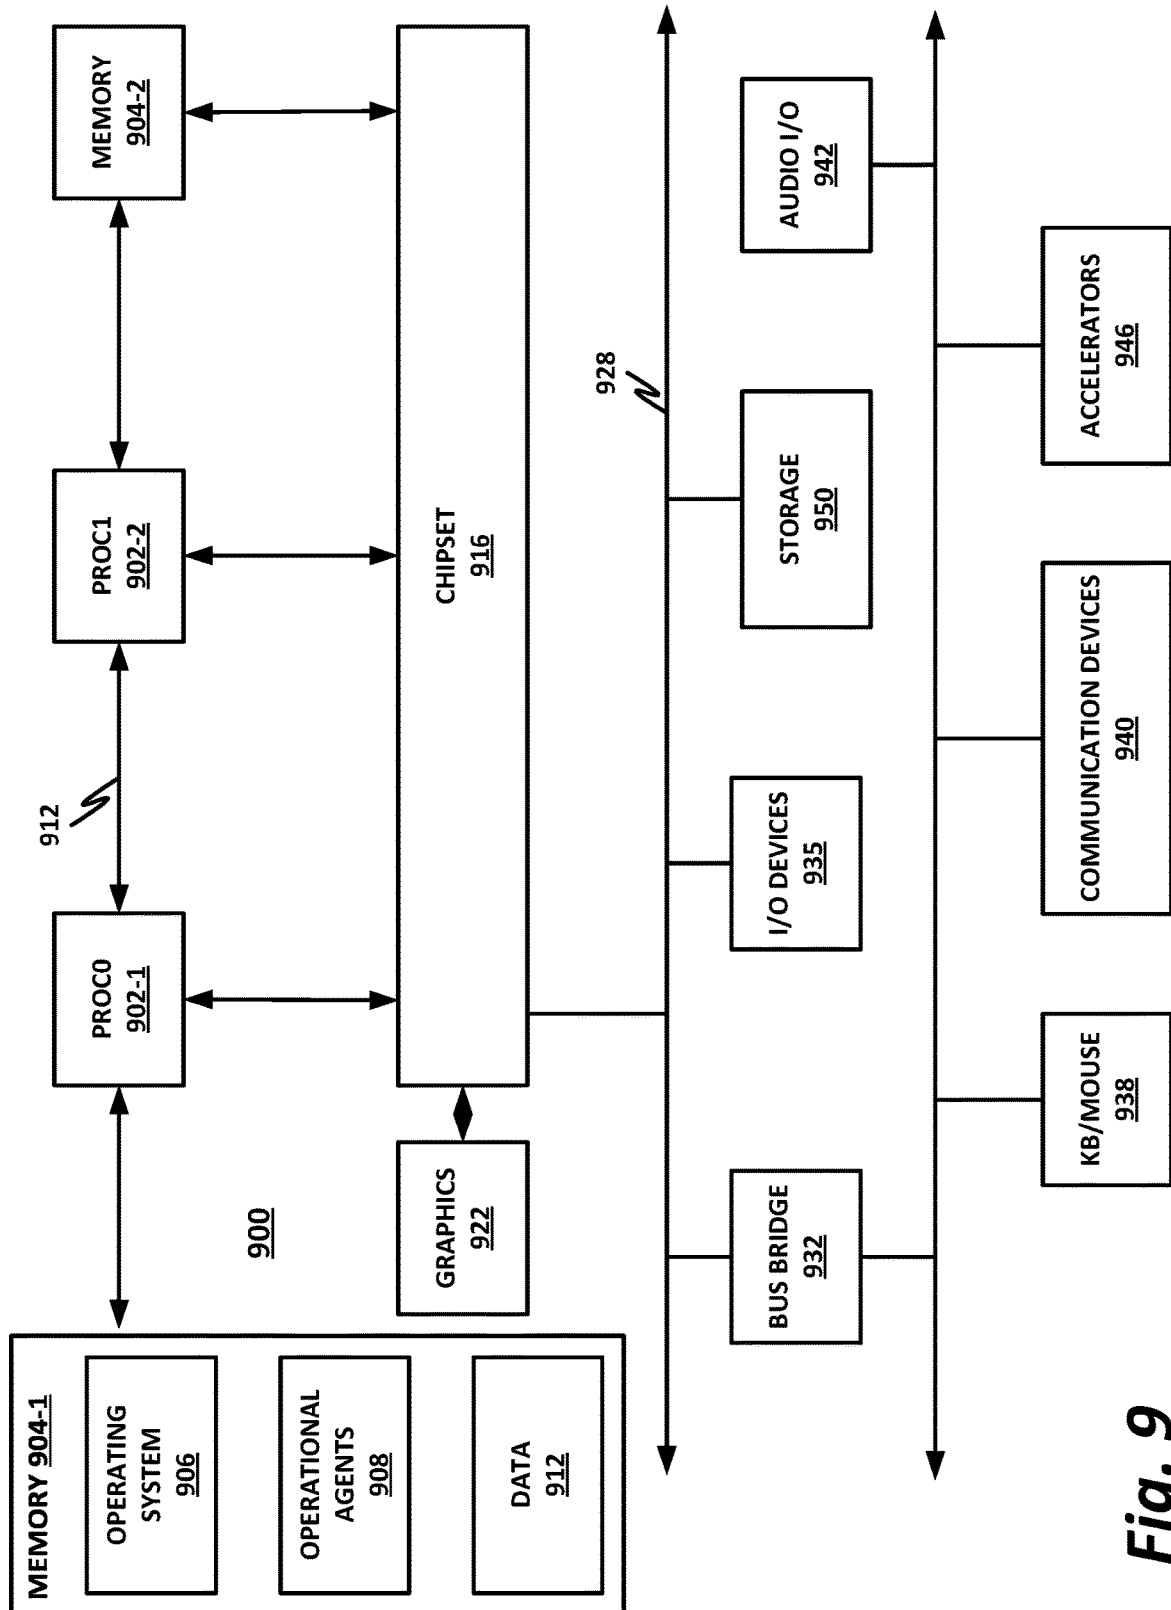 MEMORY 904-1
OPERATING
SYSTEM
906
OPERATIONAL
AGENTS
908
DATA
912
900
PROC0
902-1
912
PROC1
902-2
MEMORY
904-2
GRAPHICS
922
CHIPSET
916
928
BUS BRIDGE
932
I/O DEVICES
935
STORAGE
950
AUDIO I/O
942
KB/MOUSE
938
COMMUNICATION DEVICES
940
ACCELERATORS
946
Fig. 9